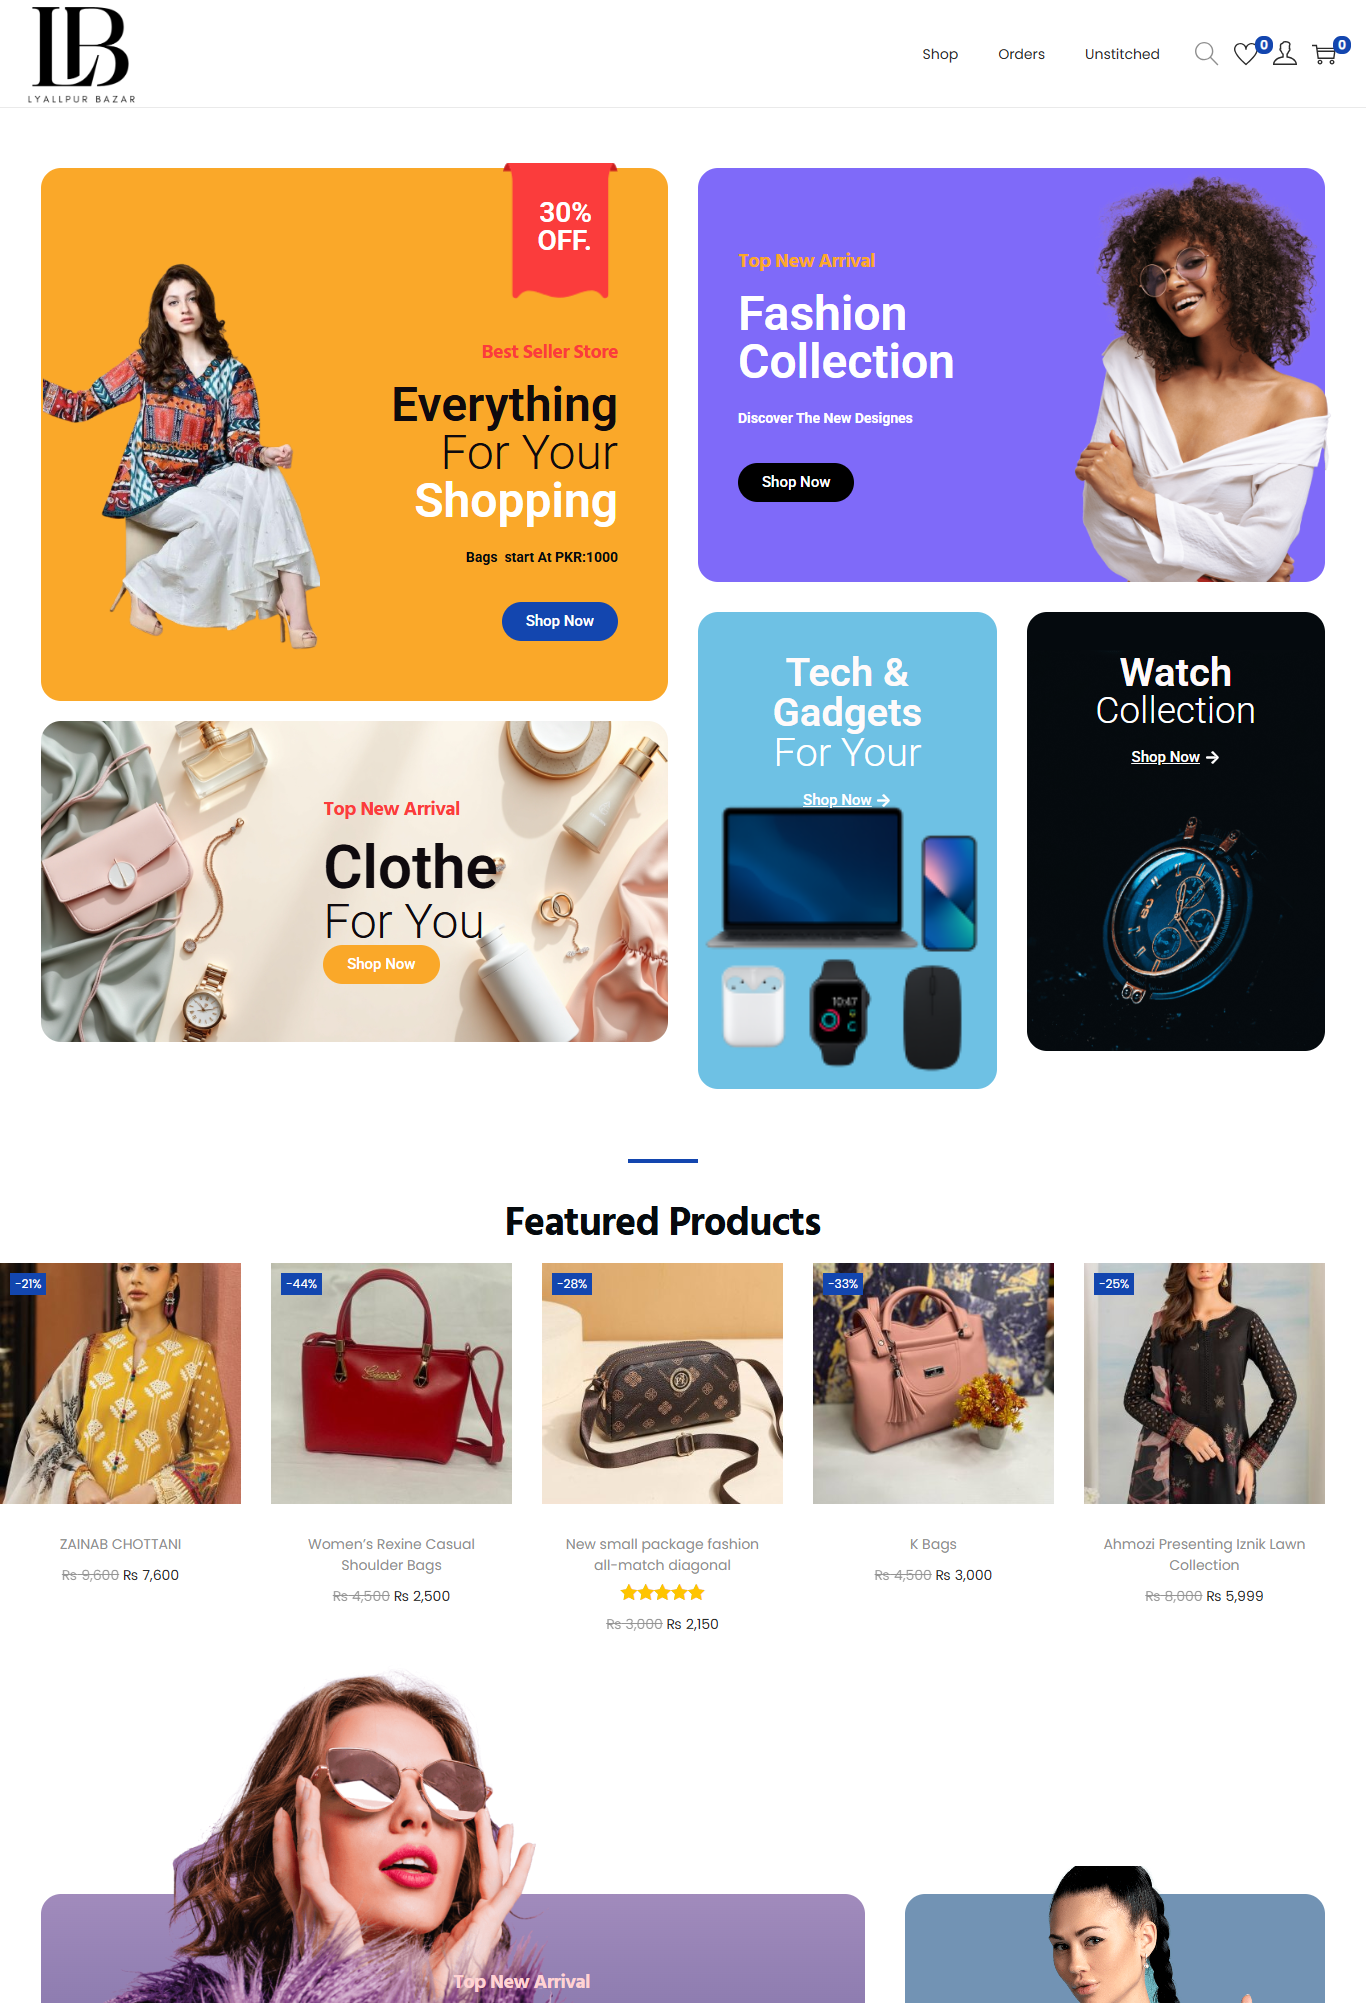 LB
LYALLPUR BAZAR
Shop
Orders
Unstitched
0
0
30%
OFF.
Best Seller Store
Everything
For Your
Shopping
Bags start At PKR:1000
Shop Now
Top New Arrival
Fashion
Collection
Discover The New Designes
Shop Now
Top New Arrival
Clothe
For You
Shop Now
Tech &
Gadgets
For Your
Shop Now
10:47
Watch
Collection
Shop Now
Featured Products
-21%
-44%
-28%
-33%
-25%
ZAINAB CHOTTANI
Rs 9,600 Rs 7,600
Women's Rexine Casual
Shoulder Bags
Rs 4,500 Rs 2,500
New small package fashion
all-match diagonal
Rs 3,000 Rs 2,150
K Bags
Rs 4,500 Rs 3,000
Ahmozi Presenting Iznik Lawn
Collection
Rs 8,000 Rs 5,999
Top New Arrival